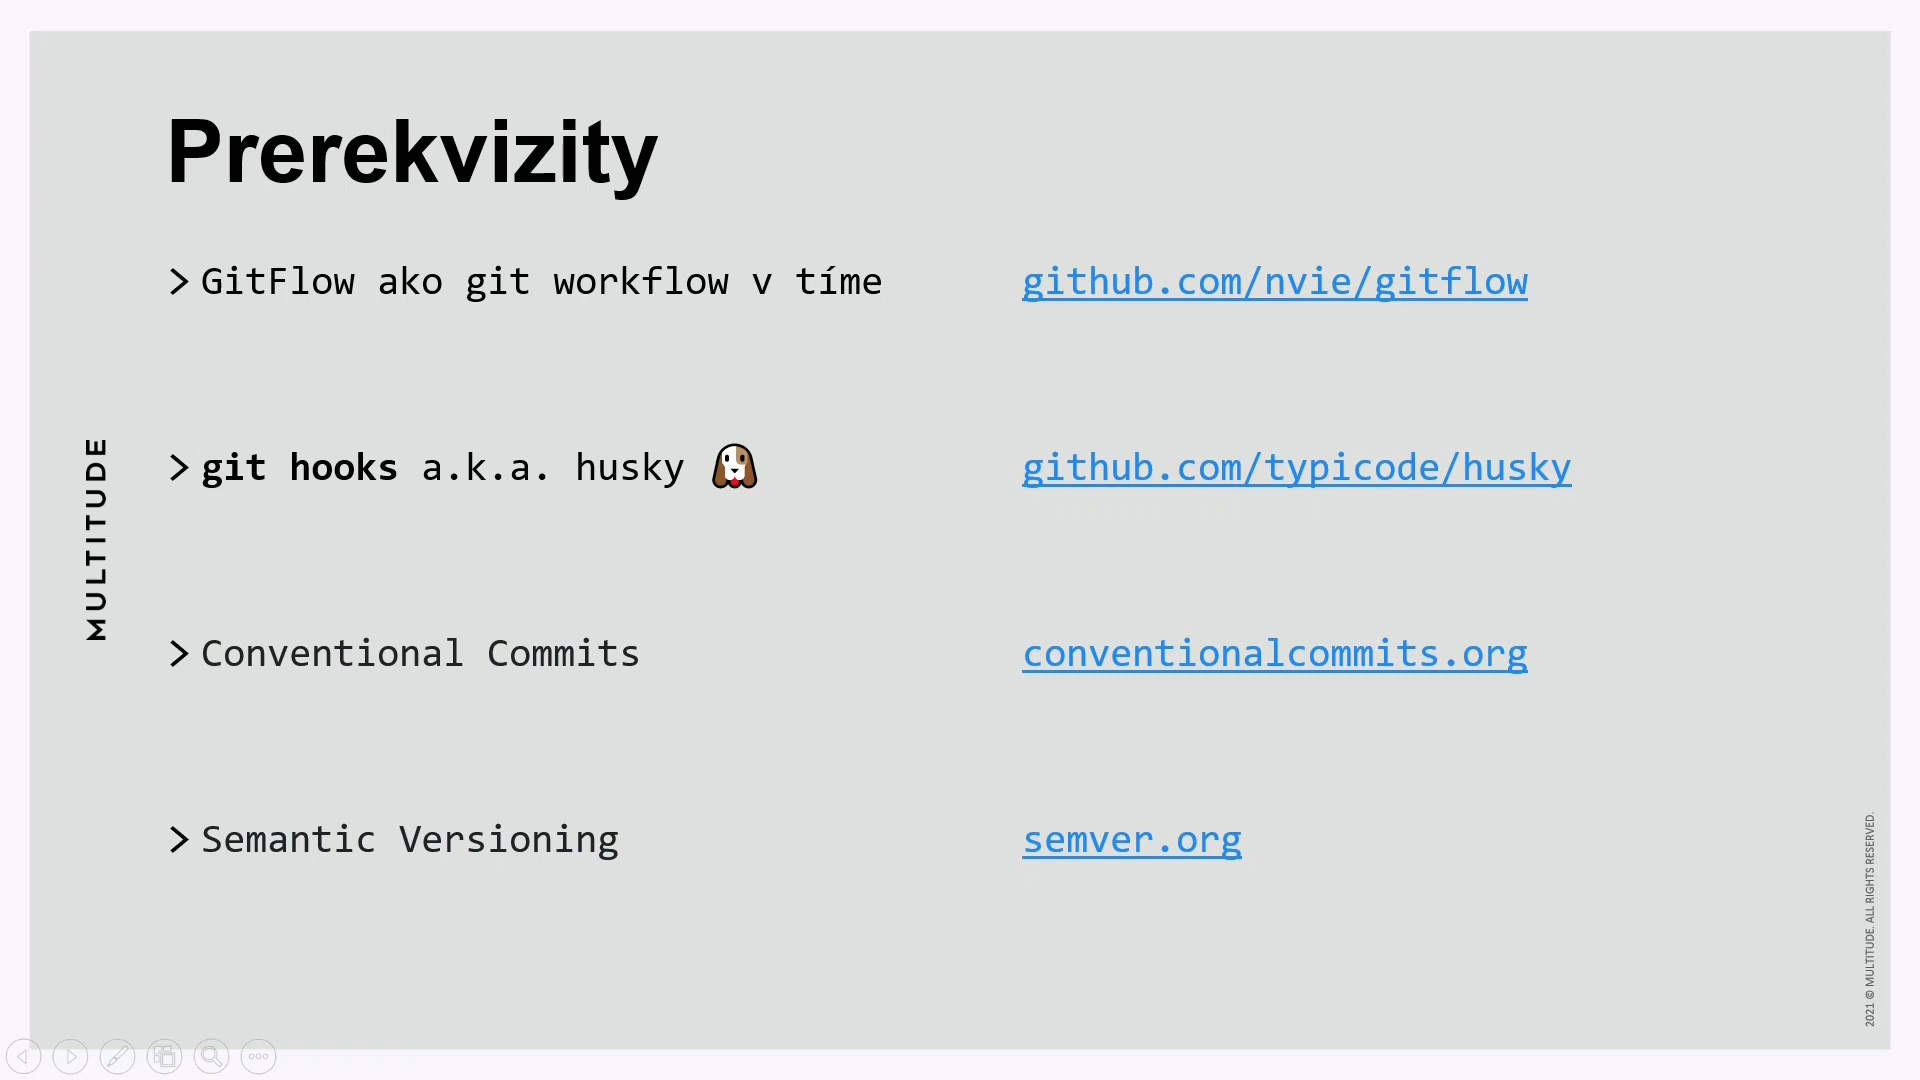 Prerekvizity
> GitFlow ako git workflow v tíme
github.com/nvie/gitflow
> git hooks a.k.a. husky 🐶
github.com/typicode/husky
> Conventional Commits
conventionalcommits.org
> Semantic Versioning
semver.org
MULTITUDE
2021 © MULTITUDE. ALL RIGHTS RESERVED.